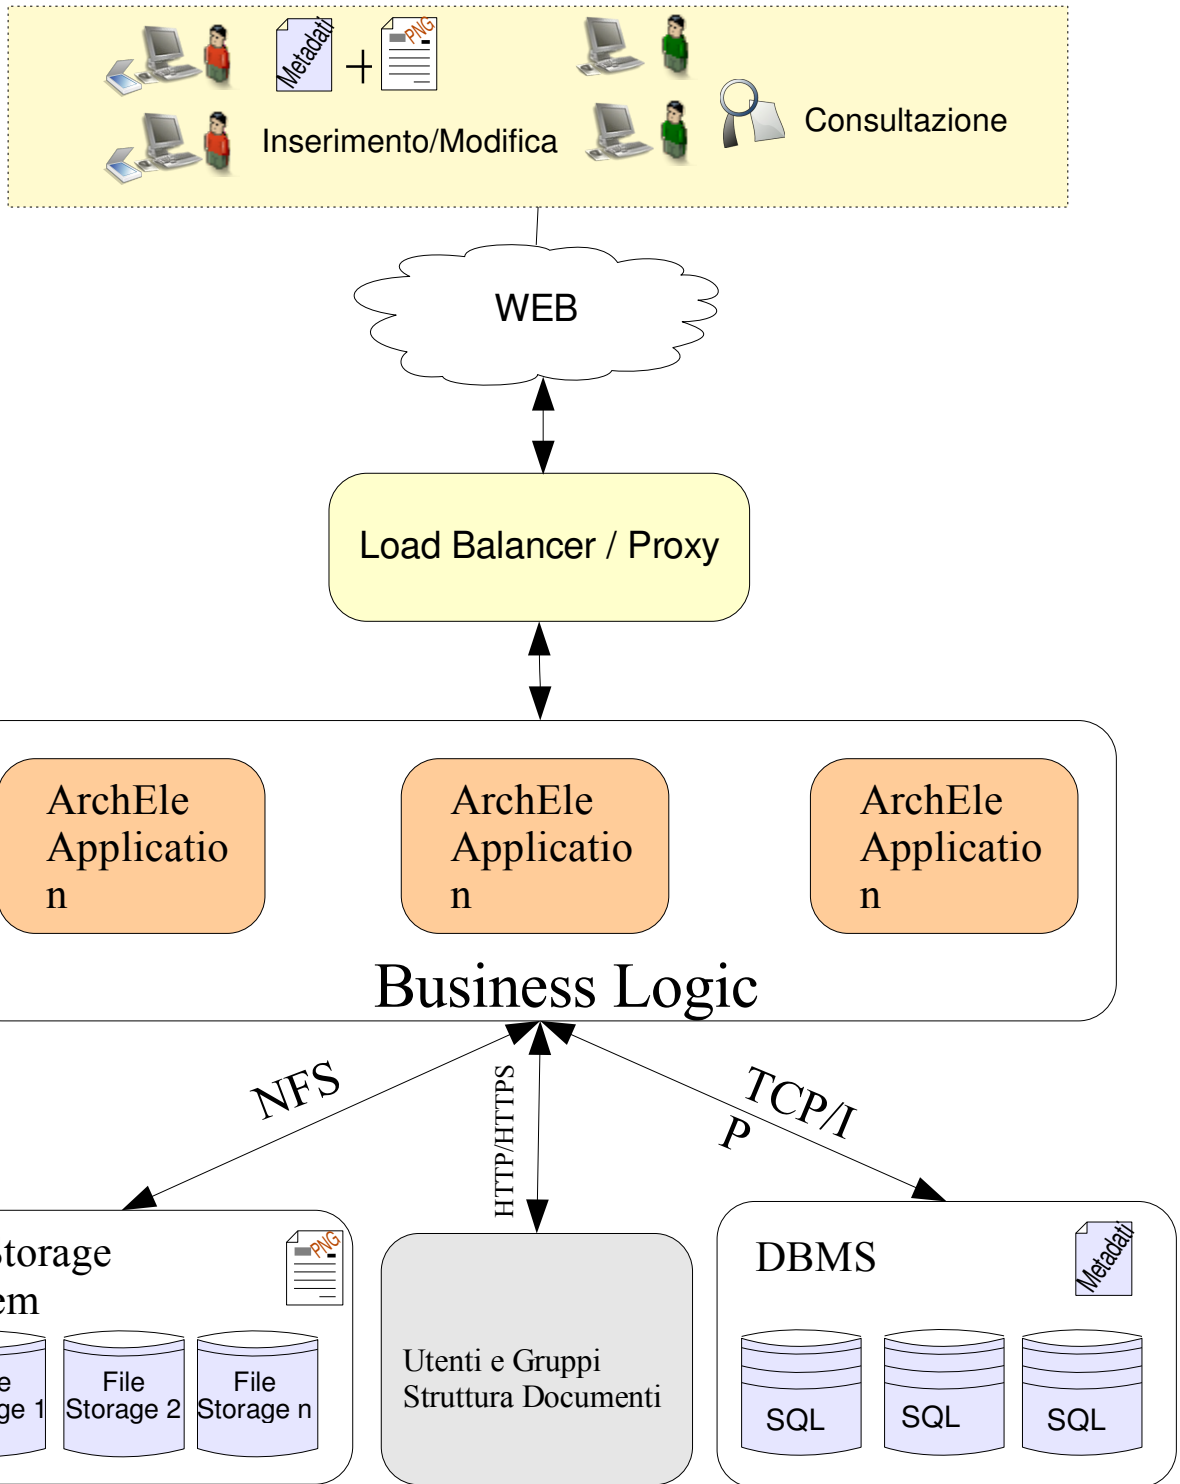 Metadati
+
PNG
Inserimento/Modifica
Consultazione
WEB
Load Balancer / Proxy
ArchEle
Applicatio
n
ArchEle
Applicatio
n
ArchEle
Applicatio
n
Business Logic
NFS
HTTP/HTTPS
TCP/I
P
Storage
em
PNG
e
ge 1
File
Storage 2
File
Storage n
Utenti e Gruppi
Struttura Documenti
DBMS
Metadati
SQL
SQL
SQL